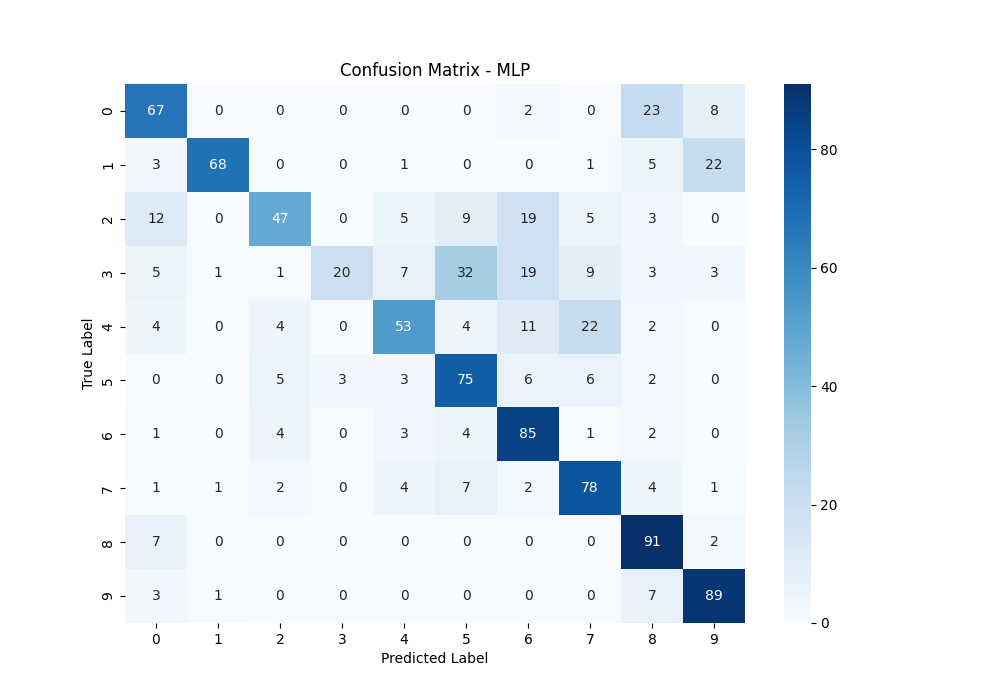 Confusion Matrix - MLP
0 67 0 0 0 0 0 2 0 23 8
1 3 68 0 0 1 0 0 1 5 22
2 12 0 47 0 5 9 19 5 3 0
3 5 1 1 20 7 32 19 9 3 3
4 4 0 4 0 53 4 11 22 2 0
5 0 0 5 3 3 75 6 6 2 0
6 1 0 4 0 3 4 85 1 2 0
7 1 1 2 0 4 7 2 78 4 1
8 7 0 0 0 0 0 0 0 91 2
9 3 1 0 0 0 0 0 0 7 89
0 1 2 3 4 5 6 7 8 9
Predicted Label
True Label
80
60
40
20
0